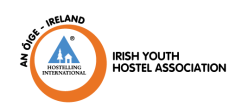 AN ÓIGE - IRELAND
HOSTELLING
INTERNATIONAL
IRISH YOUTH
HOSTEL ASSOCIATION